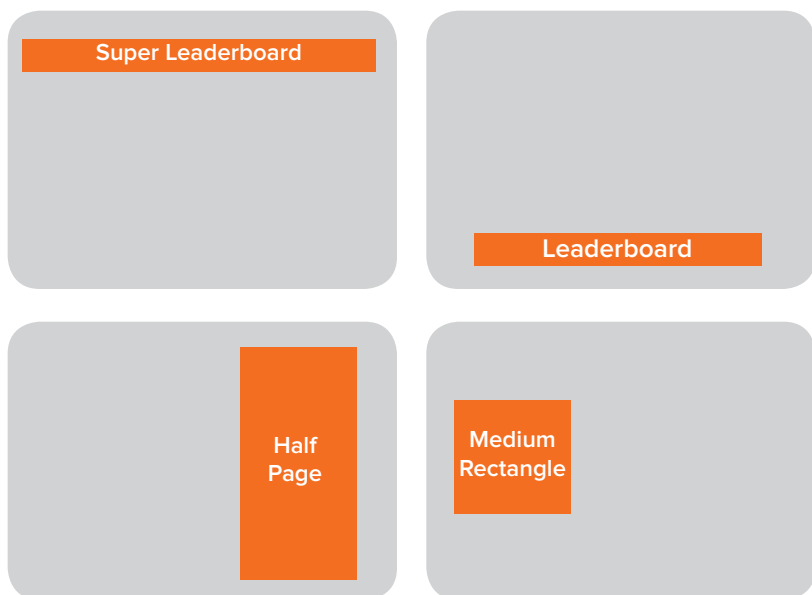 Super Leaderboard
Leaderboard
Half
Page
Medium
Rectangle